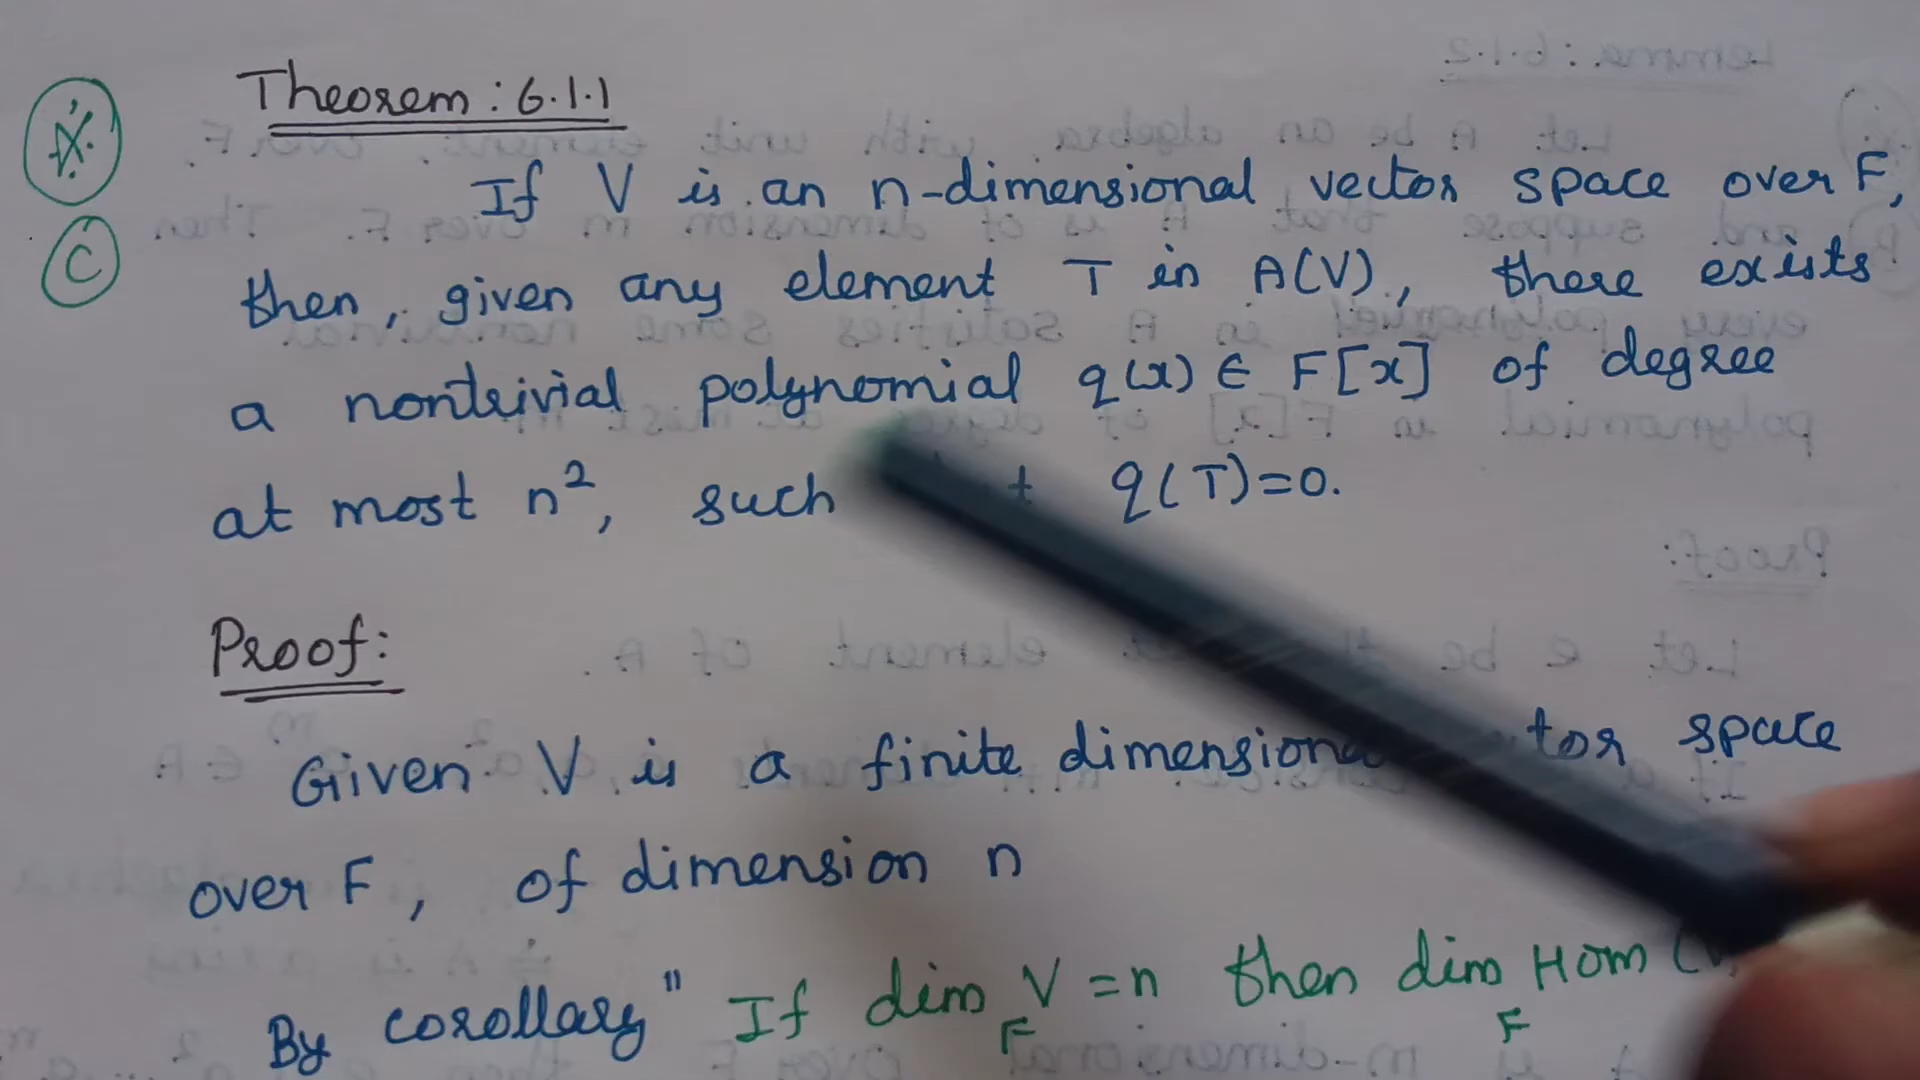 Theorem : 6.1.1
C
If V is an n-dimensional vector space over F,
then, given any element T in A(V), there exists
a nontrivial polynomial q(x) ∈ F[x] of degree
at most n², such q(T)=0.
Proof:
Given V is a finite dimensional space
over F, of dimension n
By corollary " If dim_F V = n then dim_F Hom (